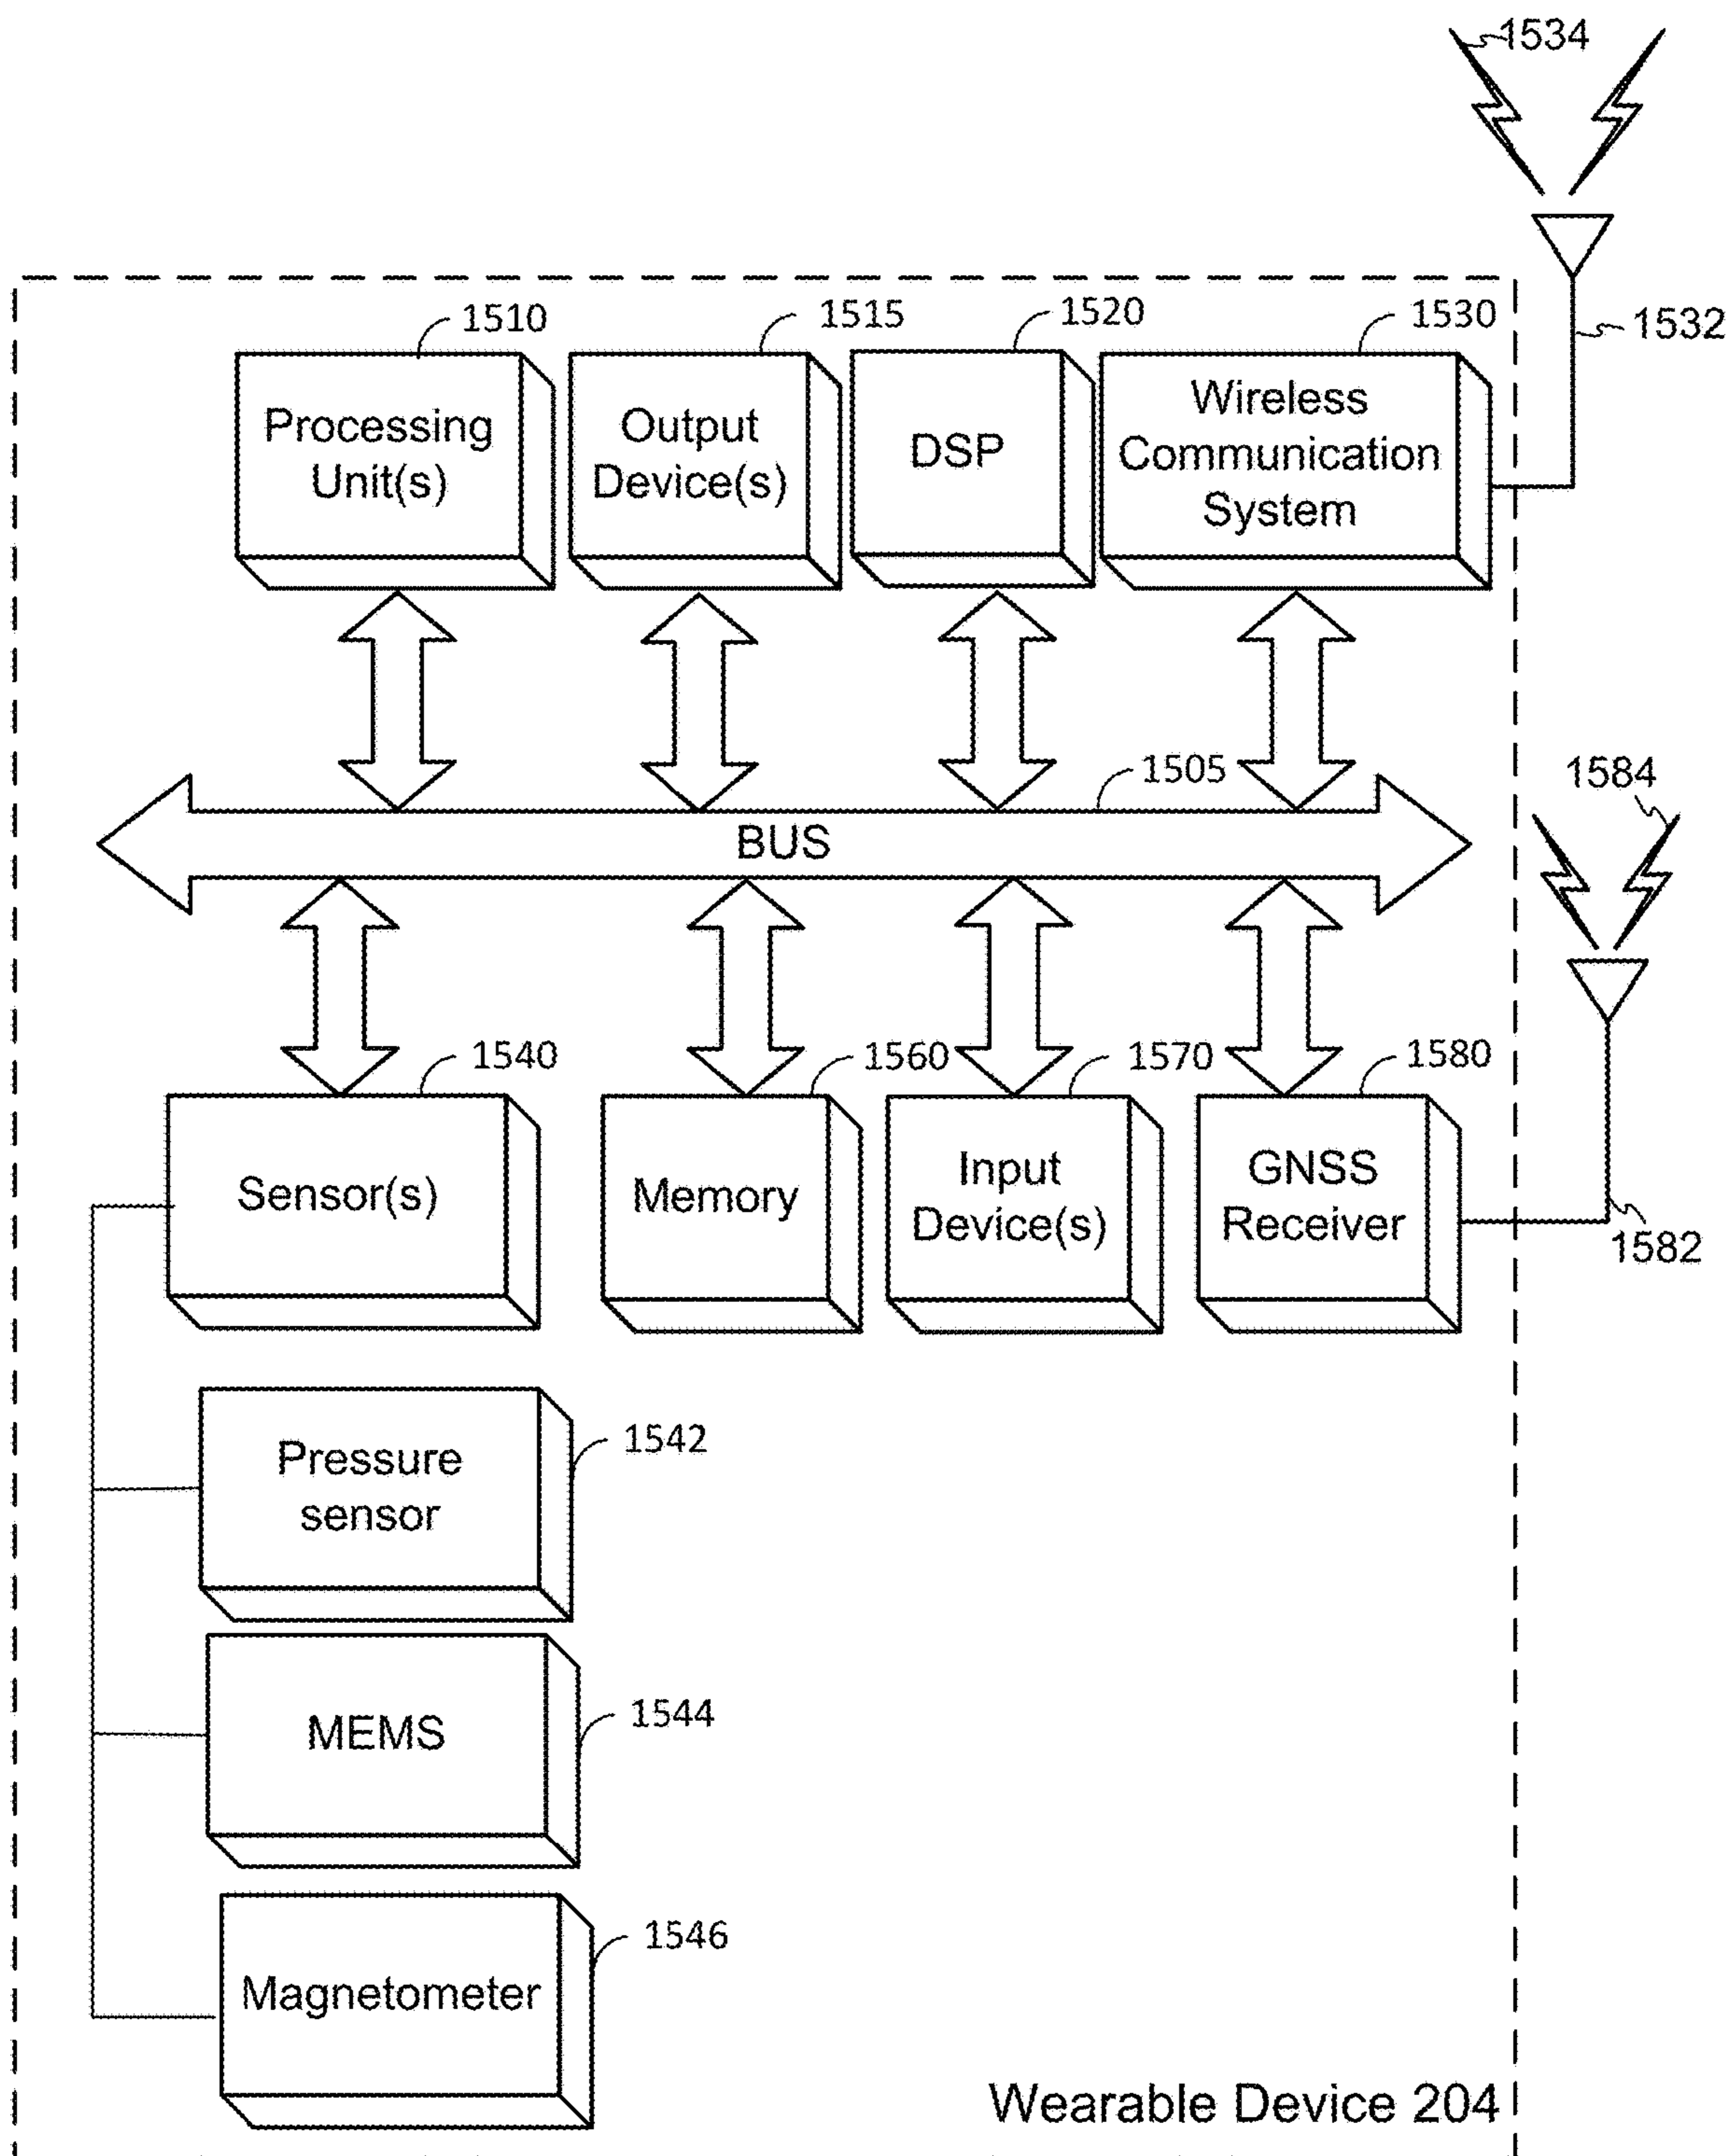 1534
1532
1510
1515
1520
1530
Processing
Unit(s)
Output
Device(s)
DSP
Wireless
Communication
System
1505
BUS
1584
1540
1560
1570
1580
Sensor(s)
Memory
Input
Device(s)
GNSS
Receiver
1582
Pressure
sensor
1542
MEMS
1544
Magnetometer
1546
Wearable Device 204